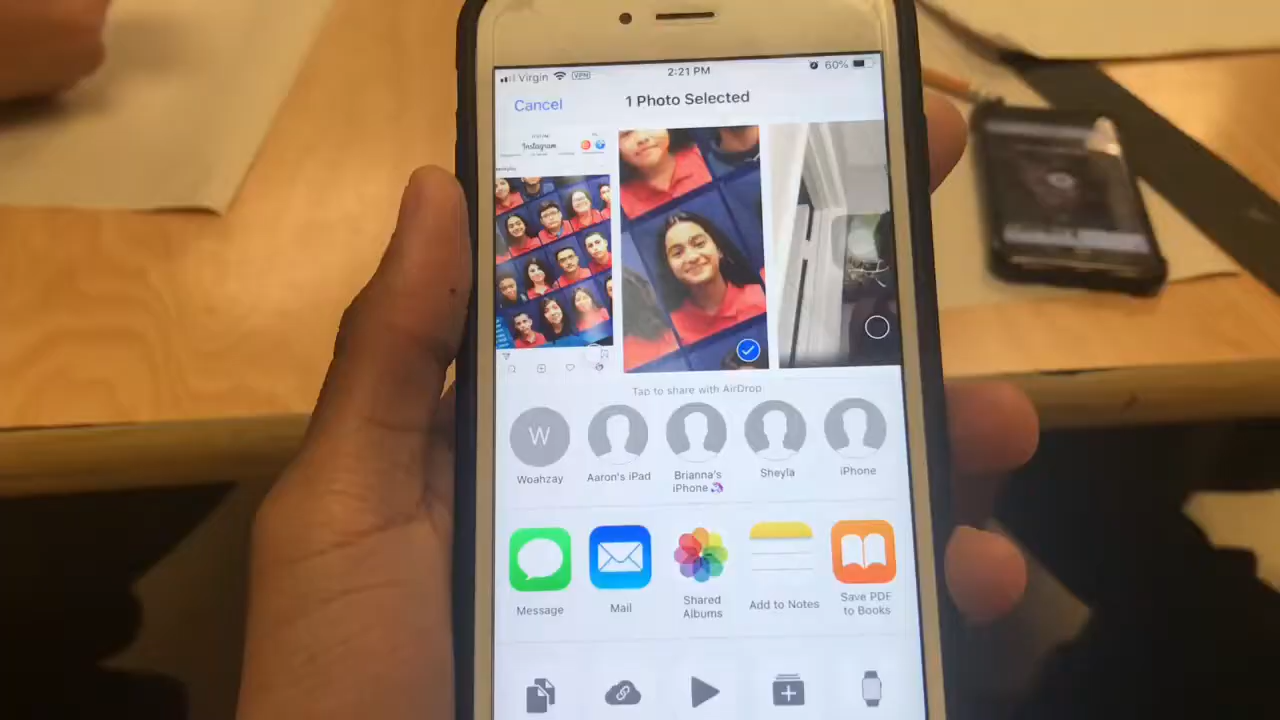 Virgin VPN 2:21 PM 60%
Cancel 1 Photo Selected
Instagram
Tap to share with AirDrop
W
Woahzay Aaron's iPad Brianna's iPhone 🦄 Sheyla iPhone
Message Mail Shared Albums Add to Notes Save PDF to Books